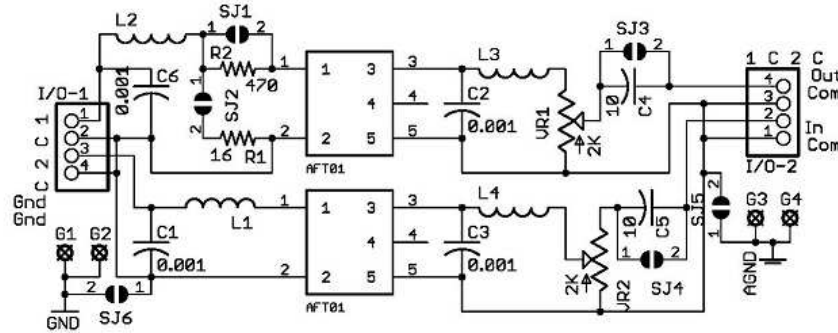 L2
1 SJ1 2
R2
470
1
1 3
3
L3
1 SJ3 2
1 C 2 C
Out
Com
I/O-1
C 1
C 2
1
2
3
4
0.001
C6
1
SJ2
2
16 R1
2
2
4
5
4
5
AFT01
C2
0.001
VR1
2K
10
C4
4
3
2
1
In
Com
I/O-2
Gnd
Gnd
G1
G2
C1
0.001
L1
1
1 3
3
L4
4
4
2
2 5
5
AFT01
C3
0.001
2K
VR2
10
C5
1 2
SJ4
2
SJ5
1
G3
G4
AGND
2 1
SJ6
GND